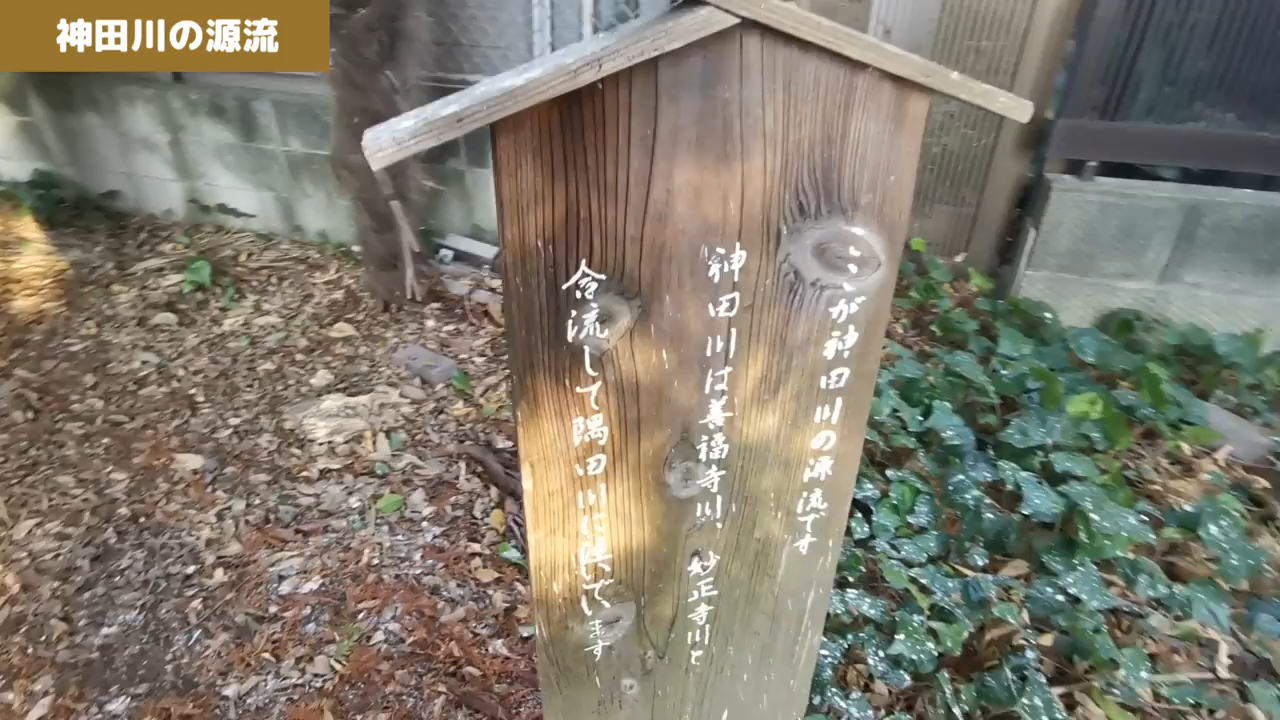 神田川の源流
ここが神田川の源流です
神田川は善福寺川、妙正寺川と
合流して隅田川に注いでいます